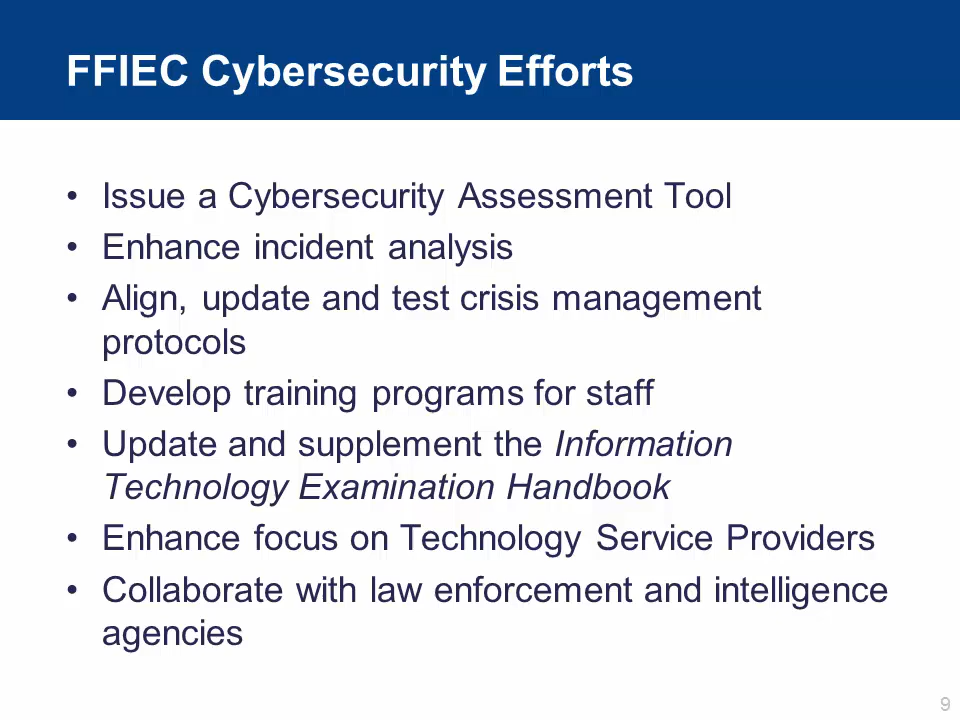 FFIEC Cybersecurity Efforts
• Issue a Cybersecurity Assessment Tool
• Enhance incident analysis
• Align, update and test crisis management
protocols
• Develop training programs for staff
• Update and supplement the Information
Technology Examination Handbook
• Enhance focus on Technology Service Providers
• Collaborate with law enforcement and intelligence
agencies
9